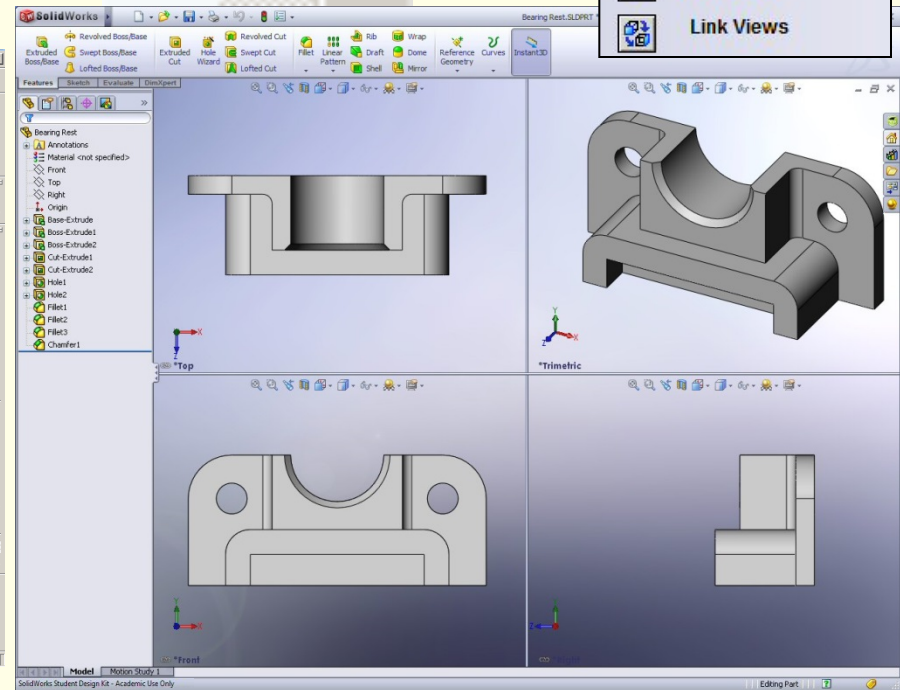 SolidWorks
Bearing Rest.SLDPRT *
Link Views
Extruded Boss/Base
Revolved Boss/Base
Swept Boss/Base
Lofted Boss/Base
Extruded Cut
Hole Wizard
Revolved Cut
Swept Cut
Lofted Cut
Fillet
Linear Pattern
Rib
Draft
Shell
Wrap
Dome
Mirror
Reference Geometry
Curves
Instant3D
Features Sketch Evaluate DimXpert
Bearing Rest
Annotations
Material <not specified>
Front
Top
Right
Origin
Base-Extrude
Boss-Extrude1
Boss-Extrude2
Cut-Extrude1
Cut-Extrude2
Hole1
Hole2
Fillet1
Fillet2
Fillet3
Chamfer1
X
Z
*Top
Y
X
Z
*Trimetric
Y
X
*Front
Y
Z
Model Motion Study 1
SolidWorks Student Design Kit - Academic Use Only
Editing Part